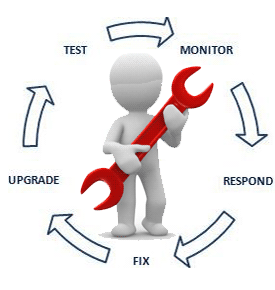 TEST
MONITOR
RESPOND
FIX
UPGRADE